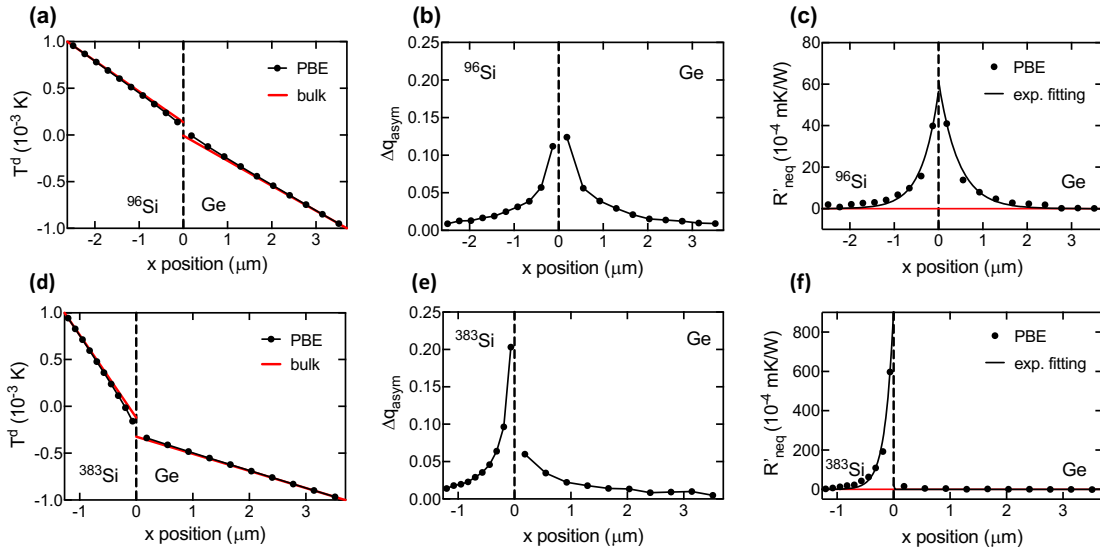 (a)
1.0
0.5
0.0
-0.5
-1.0
T^d (10^-3 K)
PBE
bulk
^96Si
Ge
-2 -1 0 1 2 3
x position (μm)
(b)
0.25
0.20
0.15
0.10
0.05
0.00
Δq_asym
^96Si
Ge
-2 -1 0 1 2 3
x position (μm)
(c)
80
60
40
20
0
R'_neq (10^-4 mK/W)
PBE
exp. fitting
^96Si
Ge
-2 -1 0 1 2 3
x position (μm)
(d)
1.0
0.5
0.0
-0.5
-1.0
T^d (10^-3 K)
PBE
bulk
^383Si
Ge
-1 0 1 2 3
x position (μm)
(e)
0.25
0.20
0.15
0.10
0.05
0.00
Δq_asym
^383Si
Ge
-1 0 1 2 3
x position (μm)
(f)
800
600
400
200
0
R'_neq (10^-4 mK/W)
PBE
exp. fitting
^383Si
Ge
-1 0 1 2 3
x position (μm)